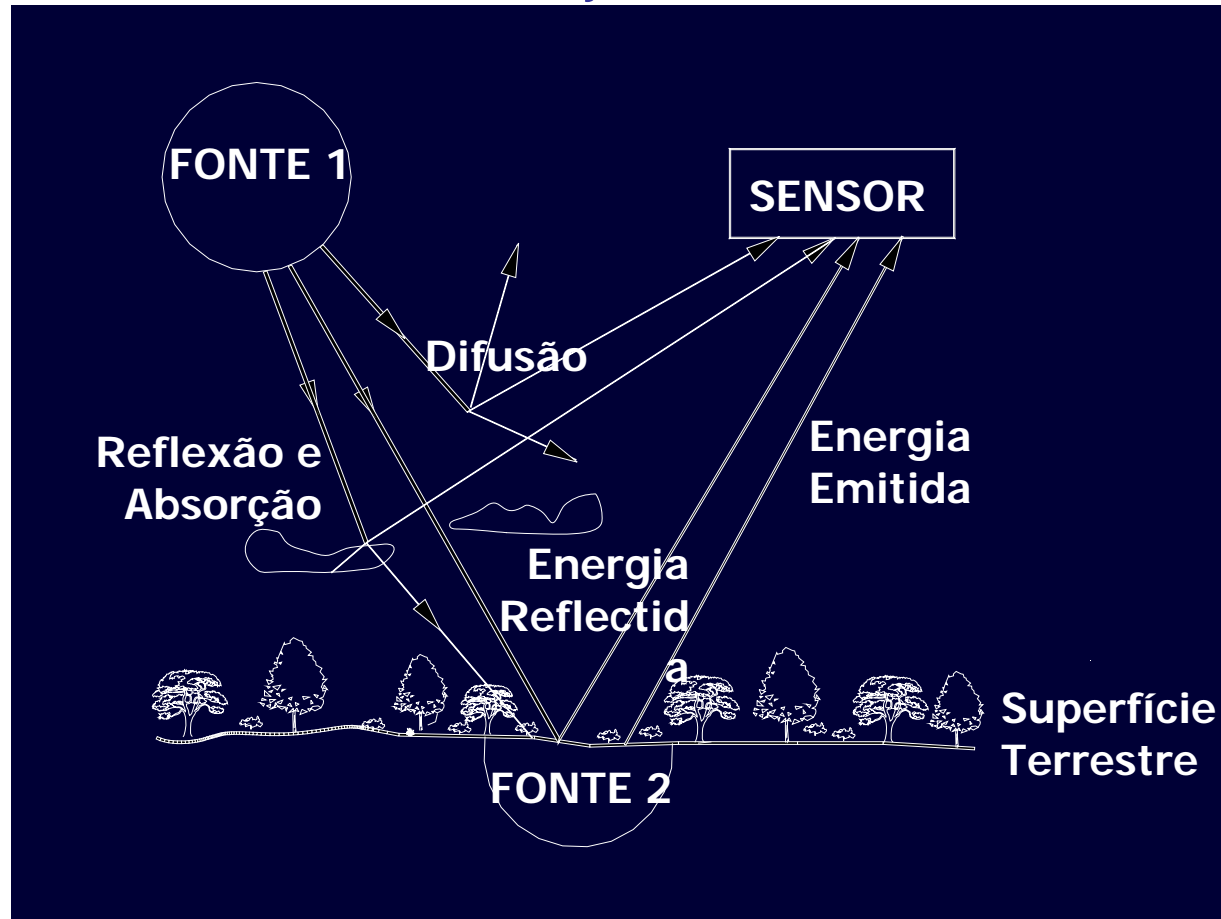 FONTE 1
SENSOR
Difusão
Reflexão e
Absorção
Energia
Emitida
Energia
Reflectid
a
Superfície
Terrestre
FONTE 2